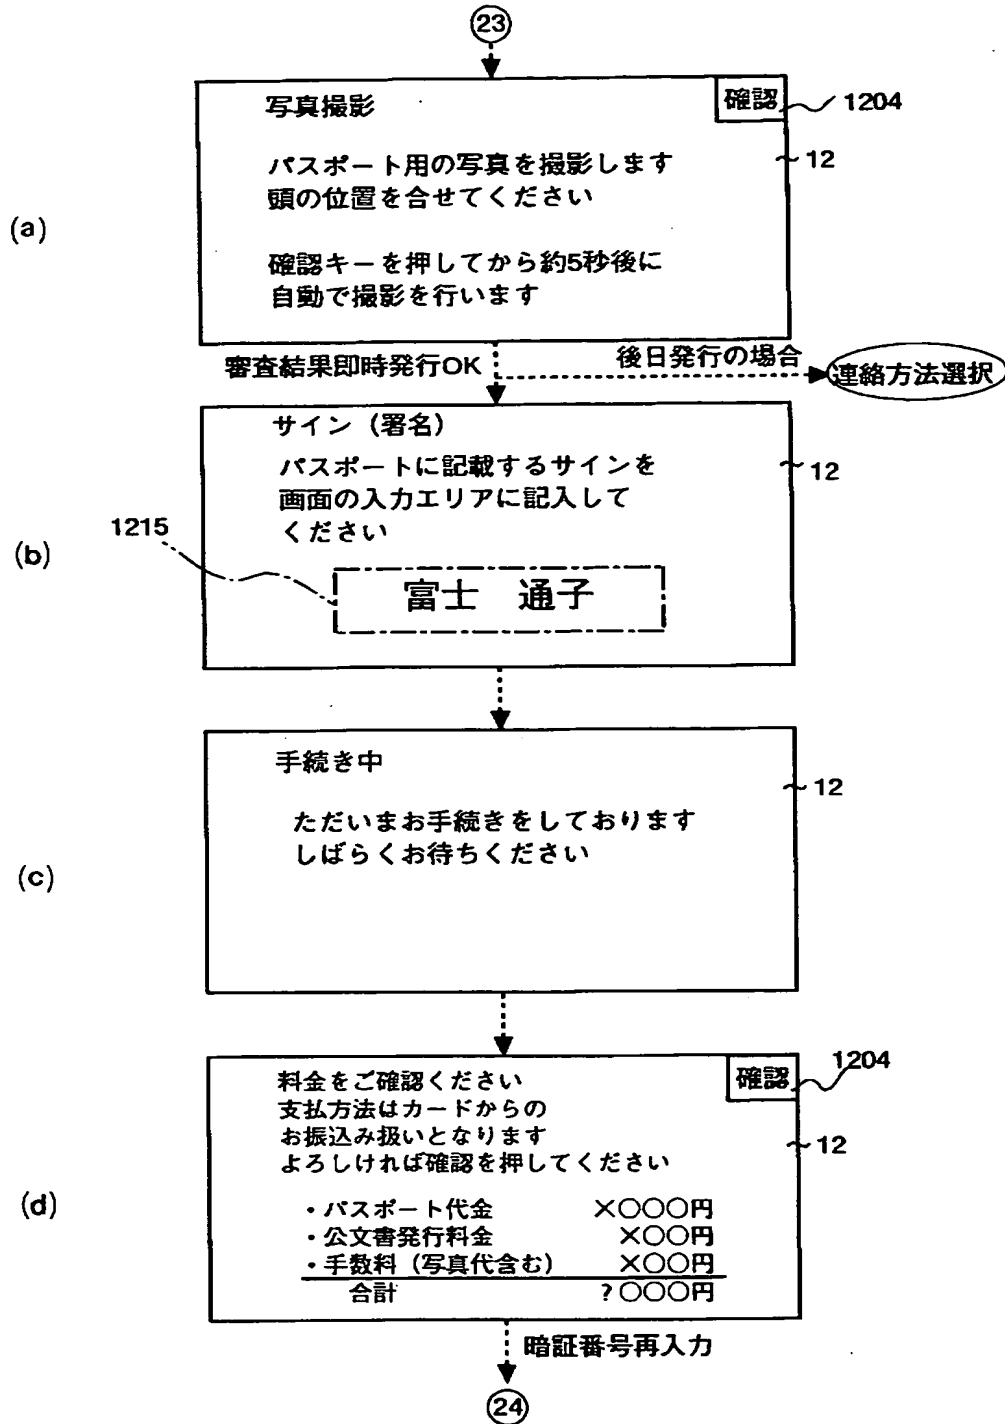 23
写真撮影
確認
1204
12
パスポート用の写真を撮影します
頭の位置を合せてください
(a)
確認キーを押してから約5秒後に
自動で撮影を行います
審査結果即時発行OK
後日発行の場合
連絡方法選択
サイン（署名）
12
パスポートに記載するサインを
画面の入力エリアに記入して
ください
1215
(b)
富士　通子
手続き中
12
ただいまお手続きをしております
しばらくお待ちください
(c)
料金をご確認ください
確認
1204
支払方法はカードからの
お振込み扱いとなります
12
よろしければ確認を押してください
(d)
・パスポート代金 ×○○○円
・公文書発行料金 ×○○円
・手数料（写真代含む） ×○○円
合計 ?○○○円
暗証番号再入力
24